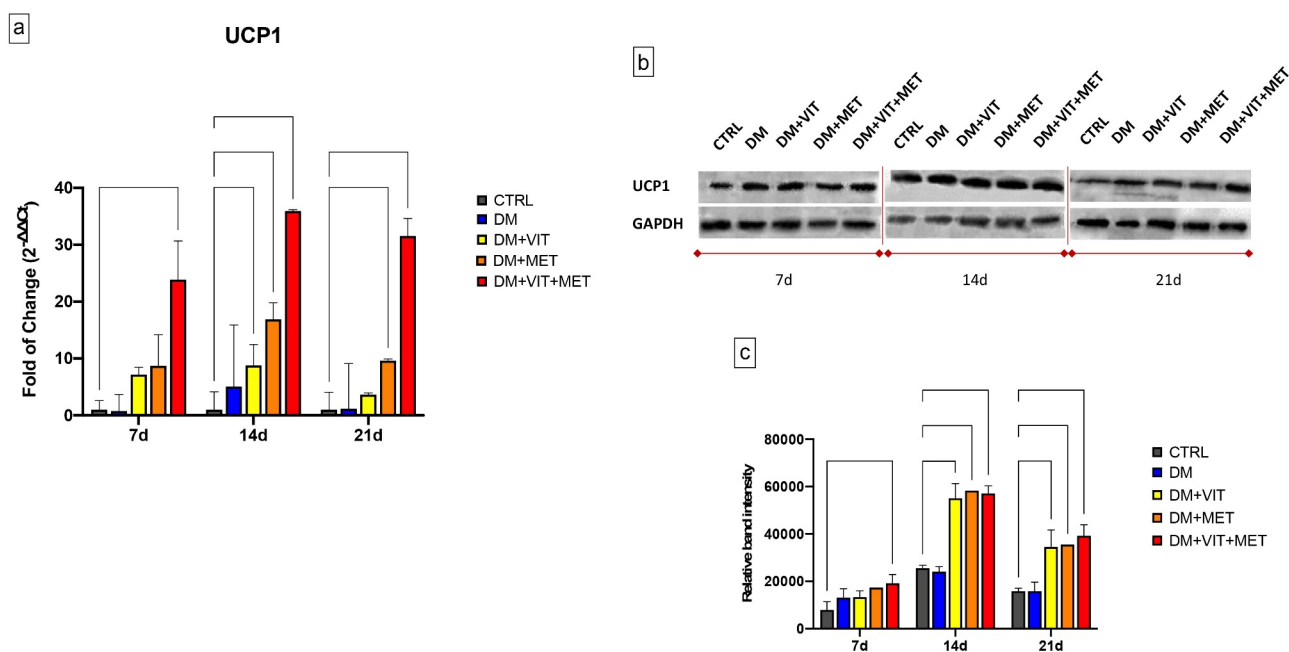 a
UCP1
Fold of Change (2^-ΔΔCt)
40
30
20
10
0
7d
14d
21d
CTRL
DM
DM+VIT
DM+MET
DM+VIT+MET
b
CTRL DM DM+VIT DM+MET DM+VIT+MET CTRL DM DM+VIT DM+MET DM+VIT+MET CTRL DM DM+VIT DM+MET DM+VIT+MET
UCP1
GAPDH
7d 14d 21d
c
Relative band intensity
80000
60000
40000
20000
0
7d
14d
21d
CTRL
DM
DM+VIT
DM+MET
DM+VIT+MET